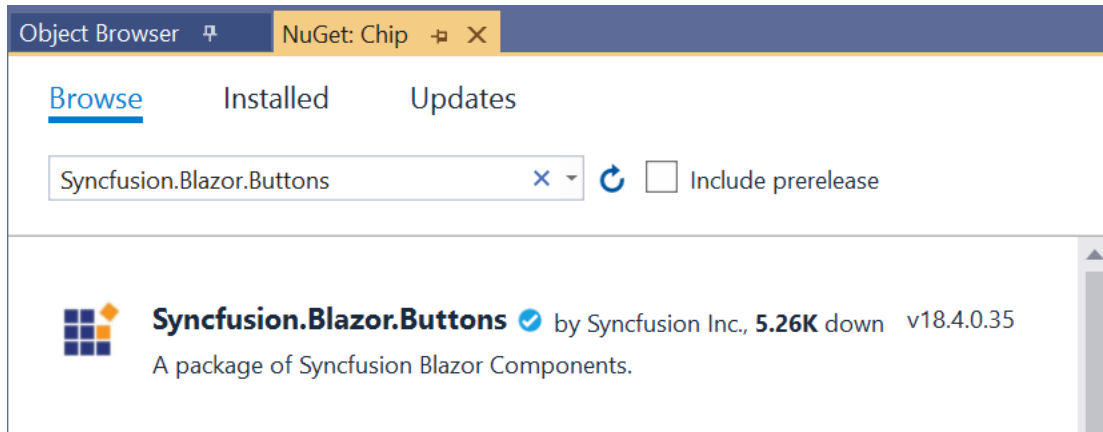 Object Browser NuGet: Chip
Browse Installed Updates
Syncfusion.Blazor.Buttons Include prerelease
Syncfusion.Blazor.Buttons by Syncfusion Inc., 5.26K down v18.4.0.35
A package of Syncfusion Blazor Components.